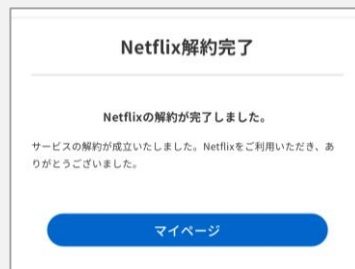 Netflix解約完了
Netflixの解約が完了しました。
サービスの解約が成立いたしました。Netflixをご利用いただき、あ
りがとうございました。
マイページ